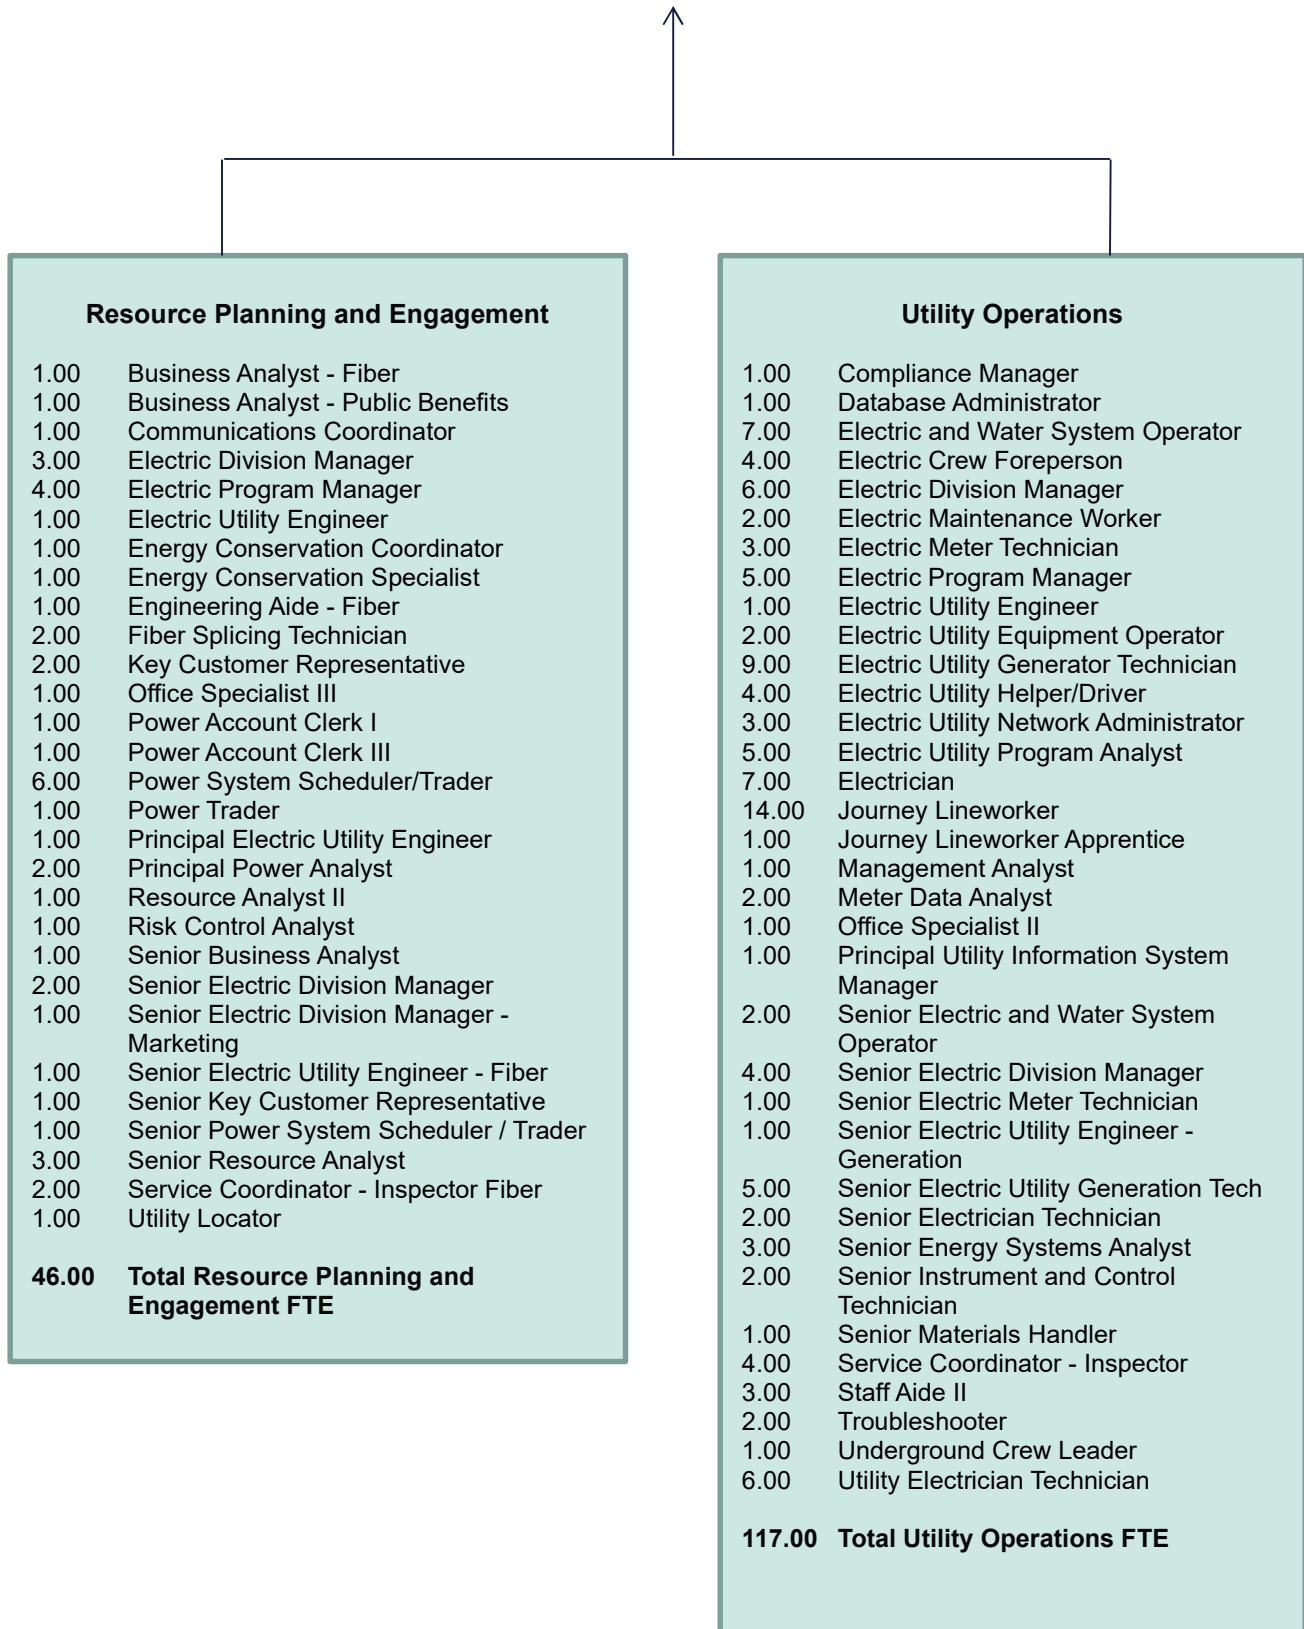 Resource Planning and Engagement
1.00 Business Analyst - Fiber
1.00 Business Analyst - Public Benefits
1.00 Communications Coordinator
3.00 Electric Division Manager
4.00 Electric Program Manager
1.00 Electric Utility Engineer
1.00 Energy Conservation Coordinator
1.00 Energy Conservation Specialist
1.00 Engineering Aide - Fiber
2.00 Fiber Splicing Technician
2.00 Key Customer Representative
1.00 Office Specialist III
1.00 Power Account Clerk I
1.00 Power Account Clerk III
6.00 Power System Scheduler/Trader
1.00 Power Trader
1.00 Principal Electric Utility Engineer
2.00 Principal Power Analyst
1.00 Resource Analyst II
1.00 Risk Control Analyst
1.00 Senior Business Analyst
2.00 Senior Electric Division Manager
1.00 Senior Electric Division Manager -
Marketing
1.00 Senior Electric Utility Engineer - Fiber
1.00 Senior Key Customer Representative
1.00 Senior Power System Scheduler / Trader
3.00 Senior Resource Analyst
2.00 Service Coordinator - Inspector Fiber
1.00 Utility Locator
46.00 Total Resource Planning and
Engagement FTE
Utility Operations
1.00 Compliance Manager
1.00 Database Administrator
7.00 Electric and Water System Operator
4.00 Electric Crew Foreperson
6.00 Electric Division Manager
2.00 Electric Maintenance Worker
3.00 Electric Meter Technician
5.00 Electric Program Manager
1.00 Electric Utility Engineer
2.00 Electric Utility Equipment Operator
9.00 Electric Utility Generator Technician
4.00 Electric Utility Helper/Driver
3.00 Electric Utility Network Administrator
5.00 Electric Utility Program Analyst
7.00 Electrician
14.00 Journey Lineworker
1.00 Journey Lineworker Apprentice
1.00 Management Analyst
2.00 Meter Data Analyst
1.00 Office Specialist II
1.00 Principal Utility Information System
Manager
2.00 Senior Electric and Water System
Operator
4.00 Senior Electric Division Manager
1.00 Senior Electric Meter Technician
1.00 Senior Electric Utility Engineer -
Generation
5.00 Senior Electric Utility Generation Tech
2.00 Senior Electrician Technician
3.00 Senior Energy Systems Analyst
2.00 Senior Instrument and Control
Technician
1.00 Senior Materials Handler
4.00 Service Coordinator - Inspector
3.00 Staff Aide II
2.00 Troubleshooter
1.00 Underground Crew Leader
6.00 Utility Electrician Technician
117.00 Total Utility Operations FTE